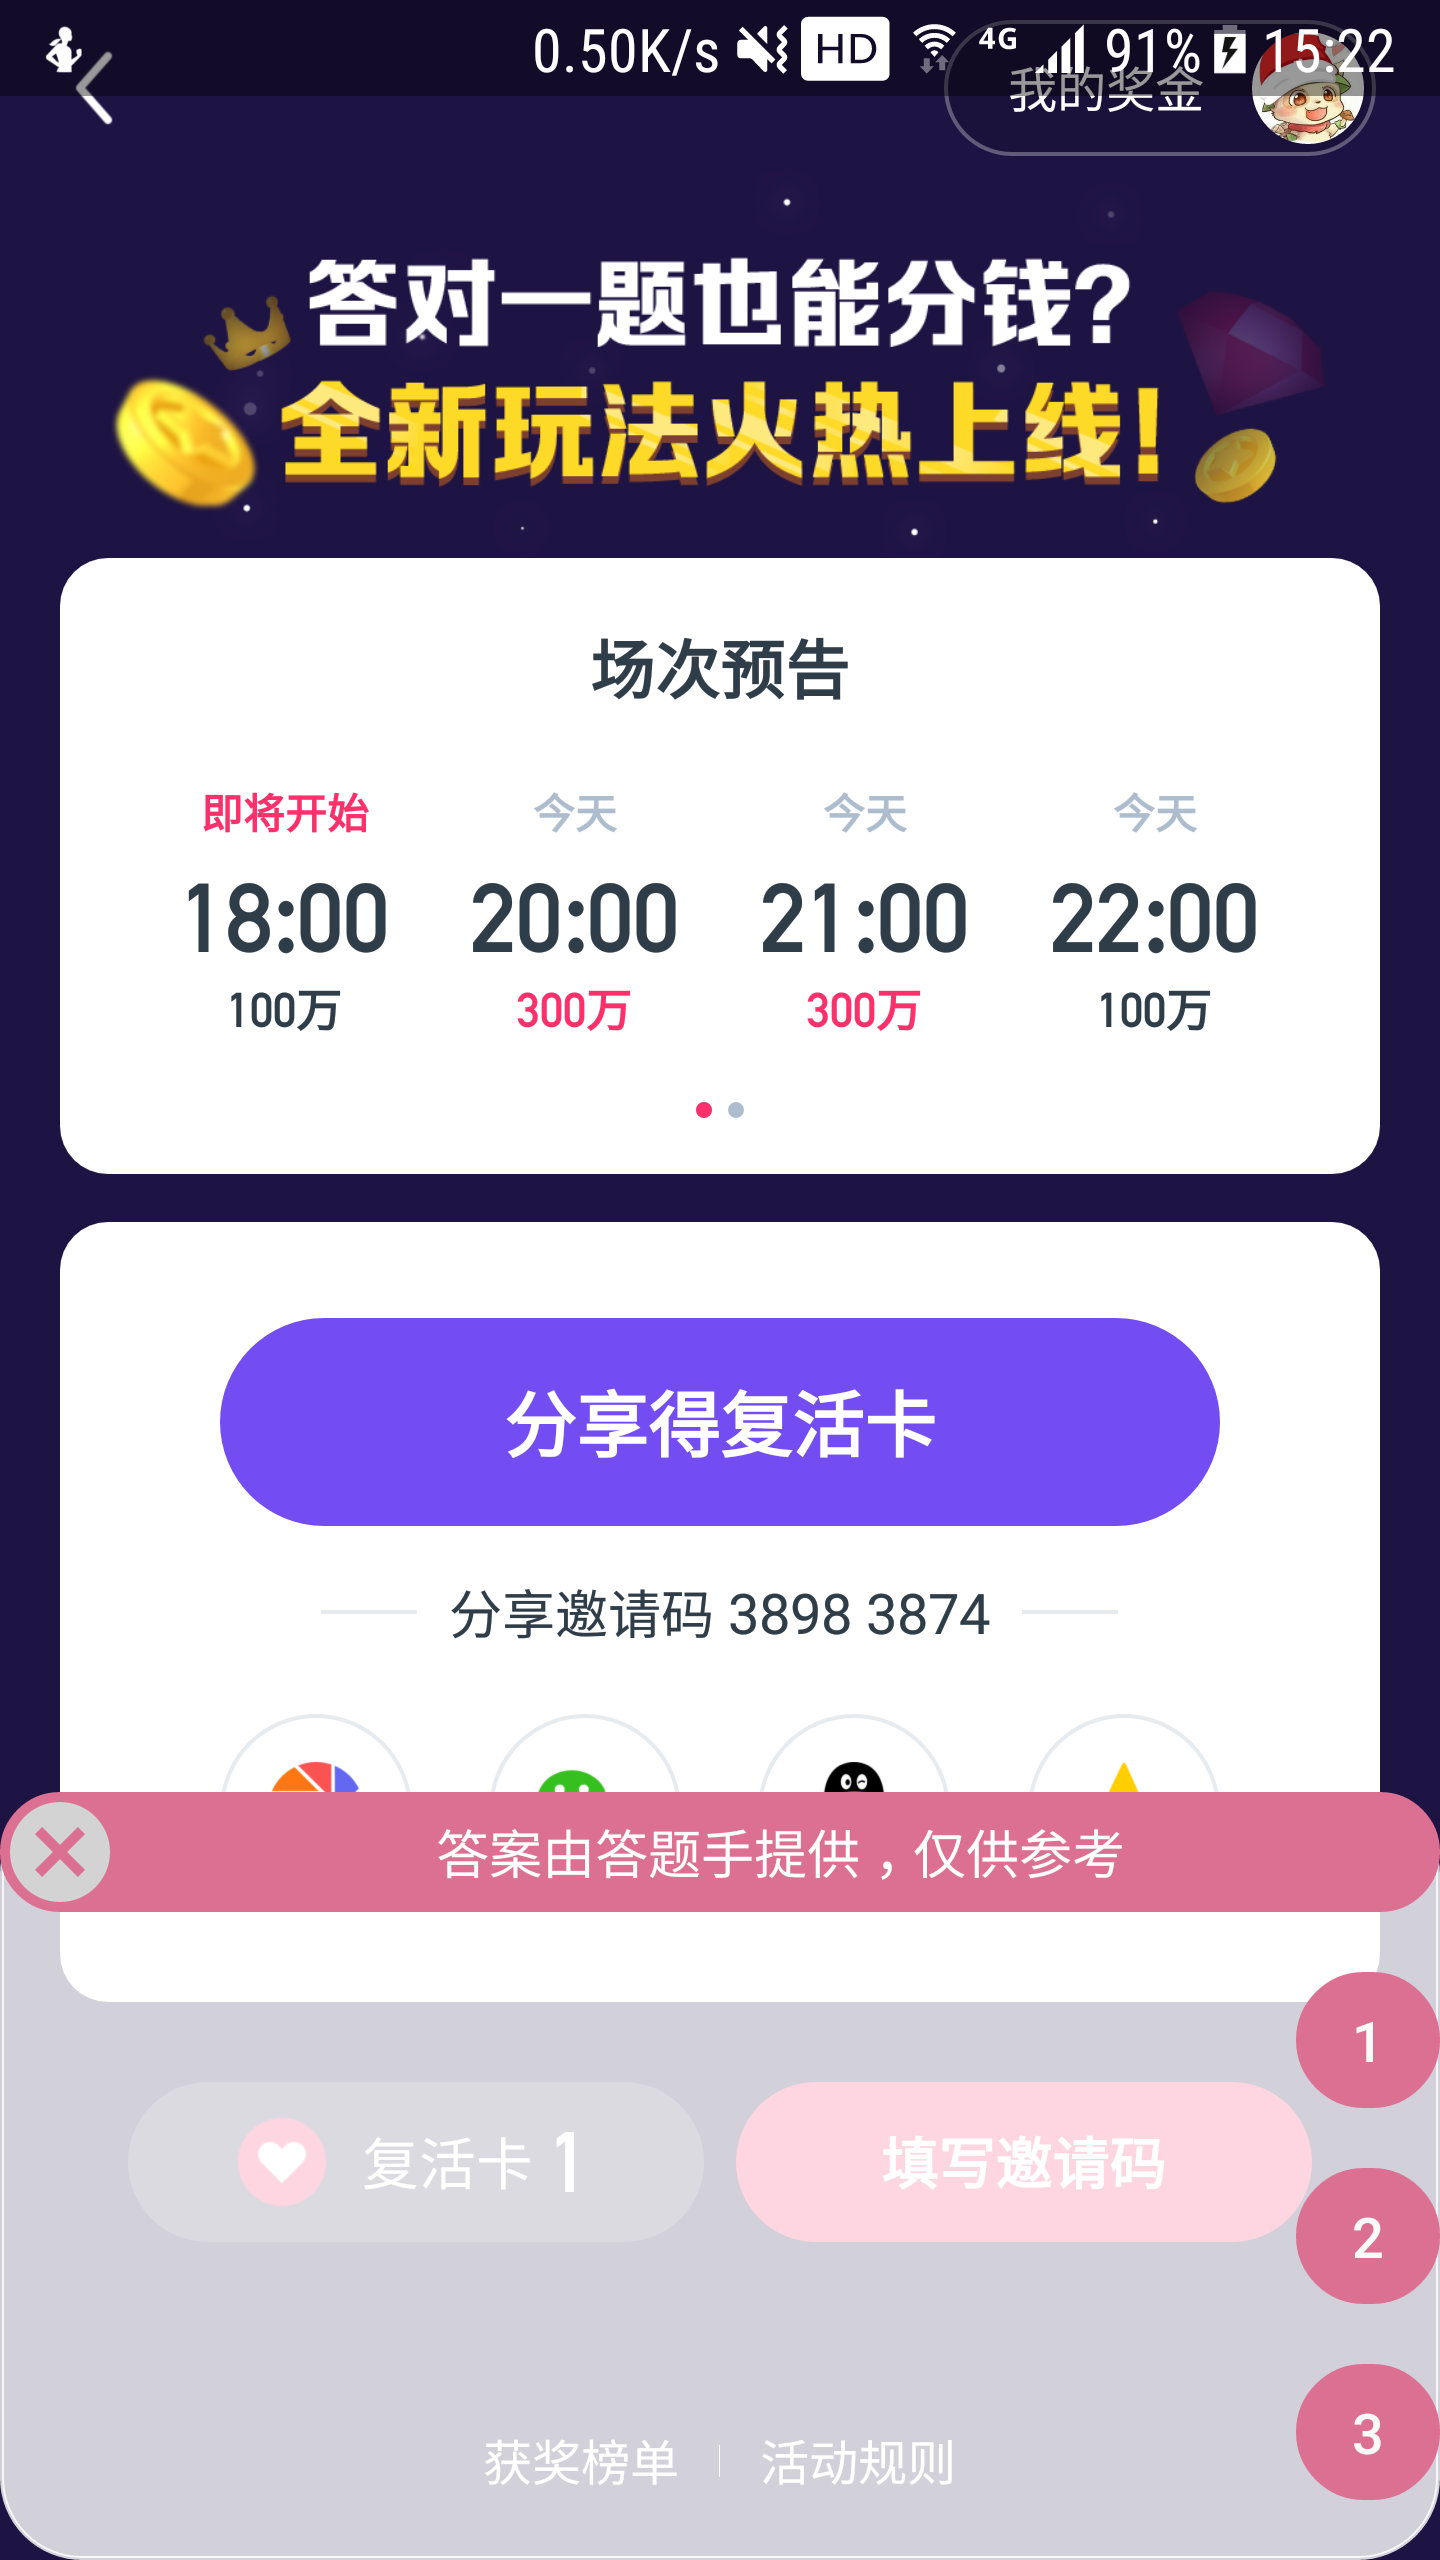 0.50K/s HD 4G 91% 15:22
我的奖金
答对一题也能分钱?
全新玩法火热上线!
场次预告
即将开始 今天 今天 今天
18:00 20:00 21:00 22:00
100万 300万 300万 100万
分享得复活卡
分享邀请码 3898 3874
答案由答题手提供，仅供参考
1
复活卡 1 填写邀请码
2
3
获奖榜单 活动规则